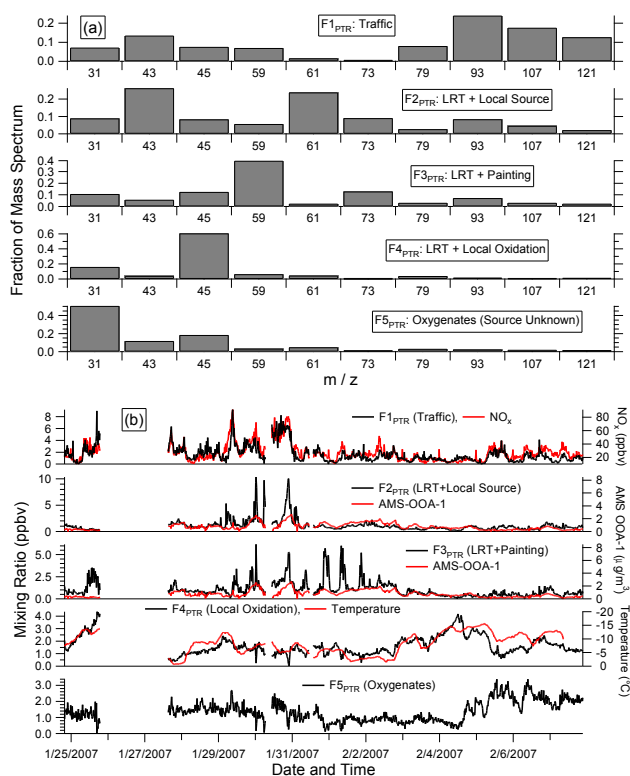 (a)
F1PTR: Traffic
0.2
0.1
0.0
31 43 45 59 61 73 79 93 107 121
F2PTR: LRT + Local Source
0.2
0.1
0.0
31 43 45 59 61 73 79 93 107 121
F3PTR: LRT + Painting
0.4
0.3
0.2
0.1
0.0
31 43 45 59 61 73 79 93 107 121
F4PTR: LRT + Local Oxidation
0.6
0.4
0.2
0.0
31 43 45 59 61 73 79 93 107 121
F5PTR: Oxygenates (Source Unknown)
0.4
0.2
0.0
31 43 45 59 61 73 79 93 107 121
Fraction of Mass Spectrum
m / z
(b)
F1PTR (Traffic), NOx
8
6
4
2
0
80
60
40
20
0
NOx (ppbv)
F2PTR (LRT+Local Source)
AMS-OOA-1
10
5
0
8
6
4
2
0
AMS OOA-1 (μg/m3)
F3PTR (LRT+Painting)
AMS-OOA-1
5.0
2.5
0.0
8
6
4
2
0
F4PTR (Local Oxidation), Temperature
4.0
3.0
2.0
1.0
0.0
-20
-15
-10
-5
0
Temperature (°C)
F5PTR (Oxygenates)
3.0
2.0
1.0
0.0
Mixing Ratio (ppbv)
1/25/2007 1/27/2007 1/29/2007 1/31/2007 2/2/2007 2/4/2007 2/6/2007
Date and Time